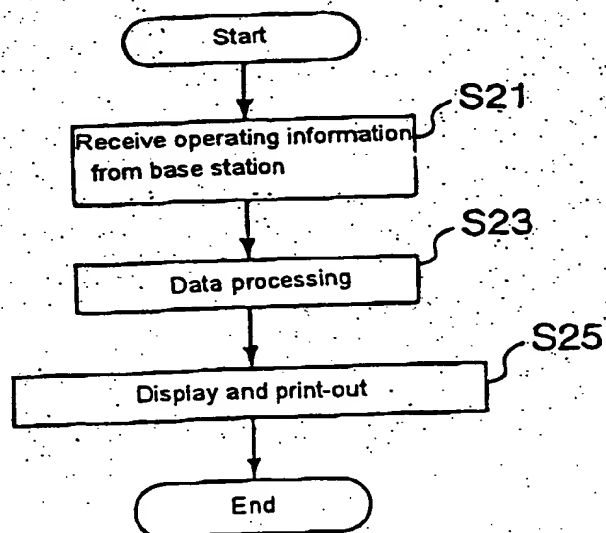 Start
S21
Receive operating information
from base station
S23
Data processing
S25
Display and print-out
End